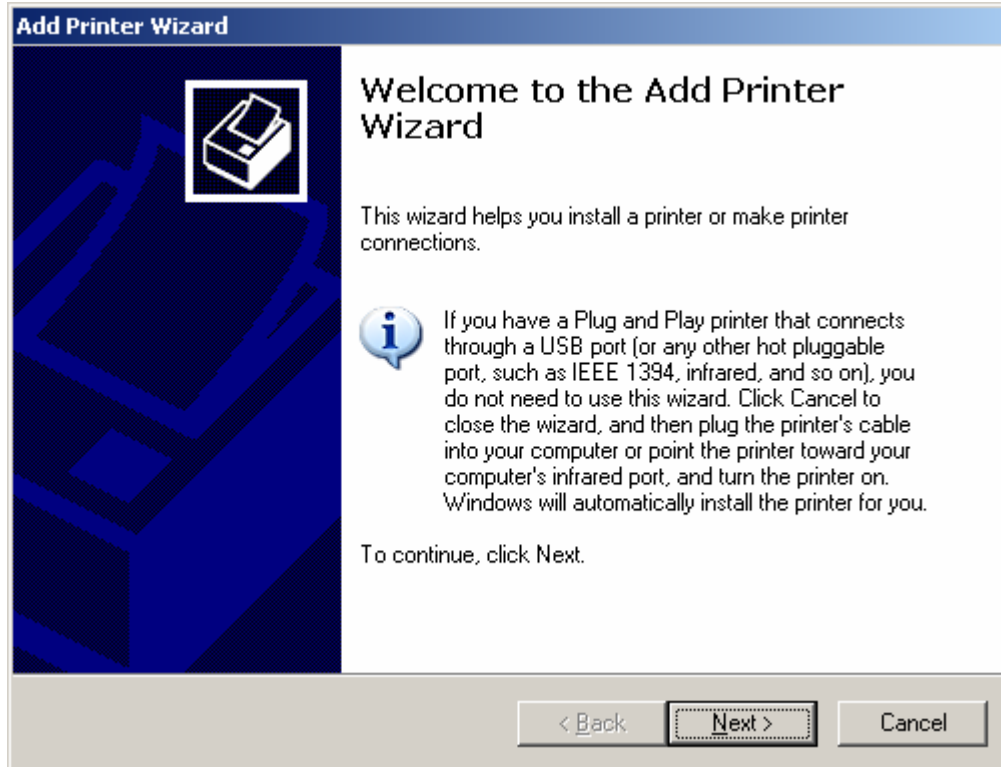 Add Printer Wizard
Welcome to the Add Printer
Wizard
This wizard helps you install a printer or make printer
connections.
If you have a Plug and Play printer that connects
through a USB port (or any other hot pluggable
port, such as IEEE 1394, infrared, and so on), you
do not need to use this wizard. Click Cancel to
close the wizard, and then plug the printer's cable
into your computer or point the printer toward your
computer's infrared port, and turn the printer on.
Windows will automatically install the printer for you.
To continue, click Next.
< Back Next > Cancel